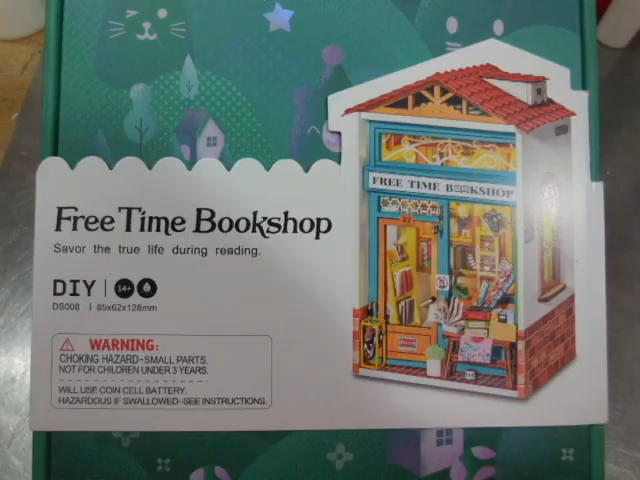 Free Time Bookshop
Savor the true life during reading.
DIY | 14+
DS008 | 85x62x128mm
WARNING:
CHOKING HAZARD-SMALL PARTS.
NOT FOR CHILDREN UNDER 3 YEARS.
WILL USE COIN CELL BATTERY.
HAZARDOUS IF SWALLOWED-SEE INSTRUCTIONS.
FREE TIME BOOKSHOP